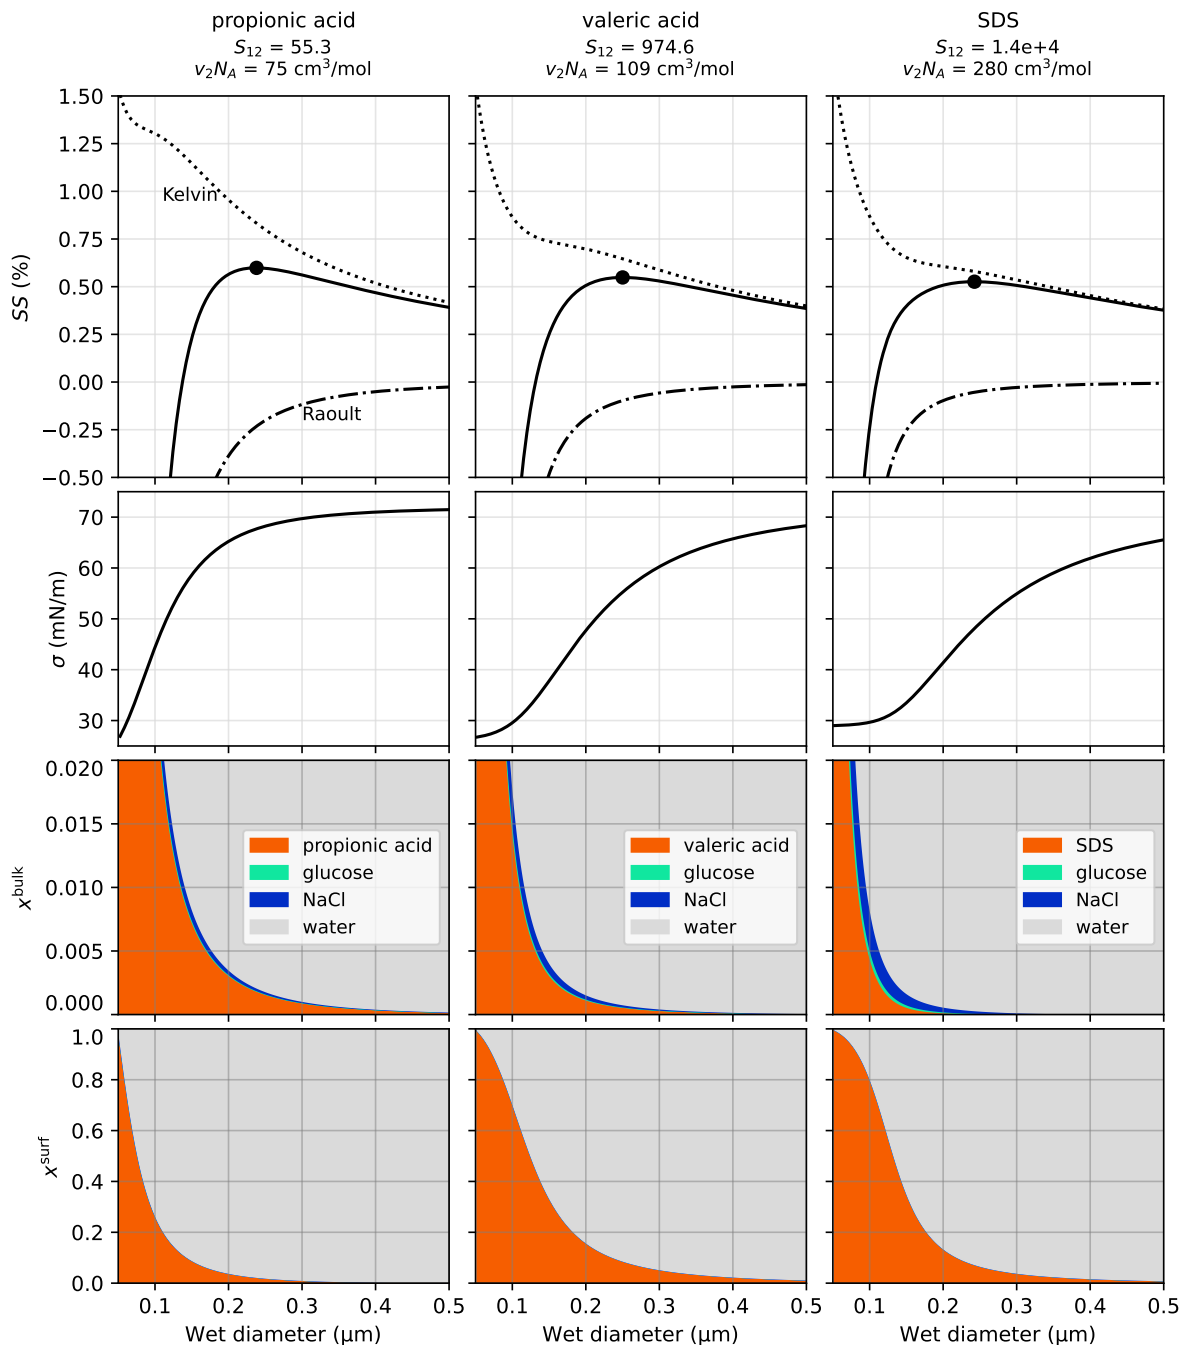 propionic acid
S₁₂ = 55.3
v₂N_A = 75 cm³/mol
valeric acid
S₁₂ = 974.6
v₂N_A = 109 cm³/mol
SDS
S₁₂ = 1.4e+4
v₂N_A = 280 cm³/mol
SS (%)
1.50
1.25
1.00
0.75
0.50
0.25
0.00
−0.25
−0.50
Kelvin
Raoult
σ (mN/m)
70
60
50
40
30
x^bulk
0.020
0.015
0.010
0.005
0.000
propionic acid
glucose
NaCl
water
valeric acid
glucose
NaCl
water
SDS
glucose
NaCl
water
x^surf
1.0
0.8
0.6
0.4
0.2
0.0
0.1 0.2 0.3 0.4 0.5
0.1 0.2 0.3 0.4 0.5
0.1 0.2 0.3 0.4 0.5
Wet diameter (μm)
Wet diameter (μm)
Wet diameter (μm)